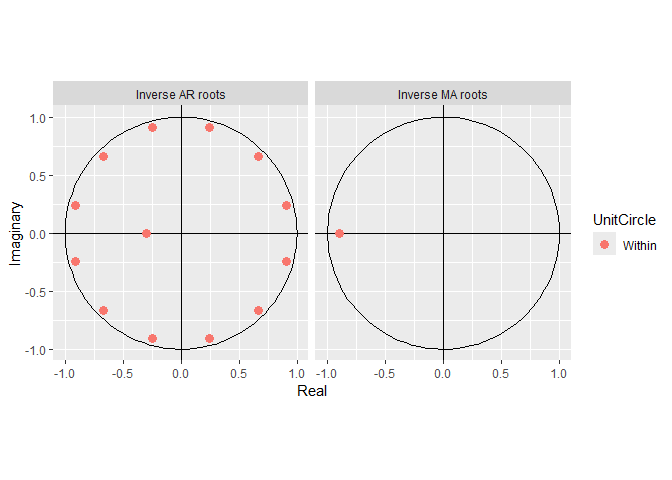 Inverse AR roots
Inverse MA roots
1.0
0.5
0.0
-0.5
-1.0
Imaginary
-1.0 -0.5 0.0 0.5 1.0
-1.0 -0.5 0.0 0.5 1.0
Real
UnitCircle
Within